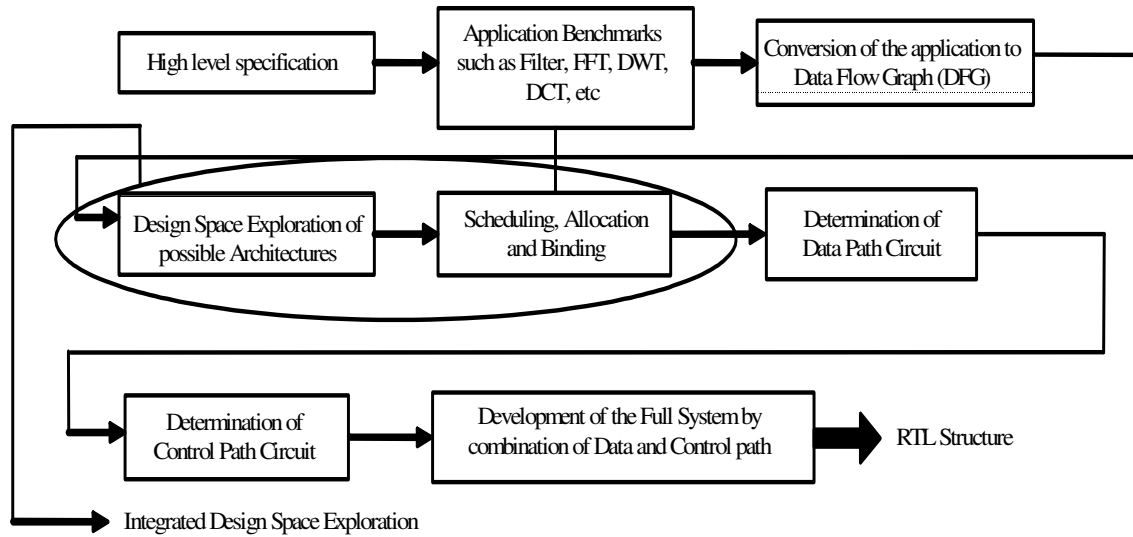 High level specification
Application Benchmarks
such as Filter, FFT, DWT,
DCT, etc
Conversion of the application to
Data Flow Graph (DFG)
Design Space Exploration of
possible Architectures
Scheduling, Allocation
and Binding
Determination of
Data Path Circuit
Determination of
Control Path Circuit
Development of the Full System by
combination of Data and Control path
RTL Structure
Integrated Design Space Exploration